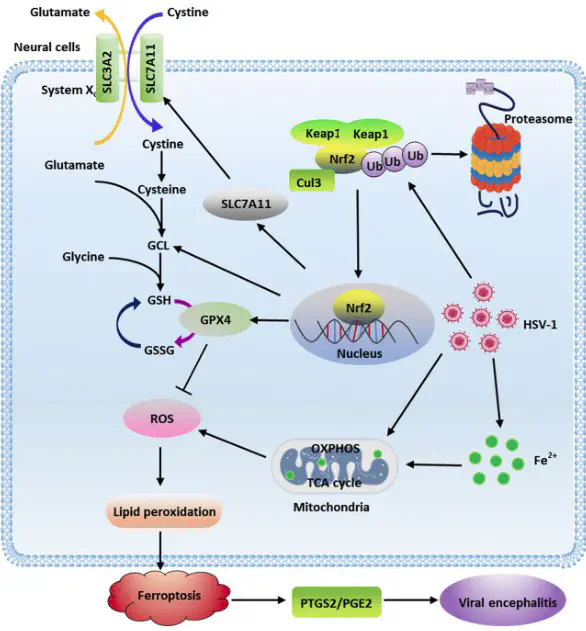 Glutamate
Cystine
Neural cells
SLC3A2
SLC7A11
System Xc
Cystine
Keap1 Keap1
Nrf2
Ub Ub Ub
Cul3
Proteasome
Glutamate
Cysteine
SLC7A11
GCL
Glycine
GSH
GPX4
GSSG
Nrf2
Nucleus
HSV-1
ROS
OXPHOS
TCA cycle
Mitochondria
Fe2+
Lipid peroxidation
Ferroptosis
PTGS2/PGE2
Viral encephalitis